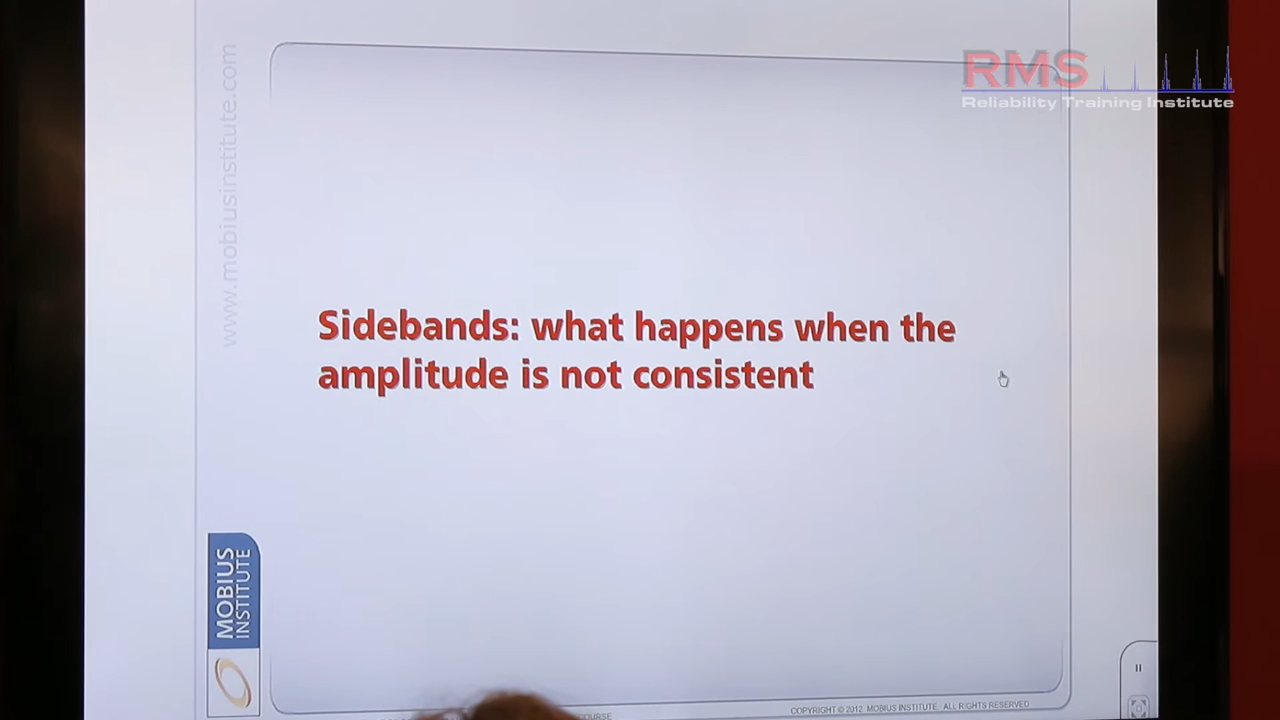 RMS
Reliability Training Institute
www.mobiusinstitute.com
Sidebands: what happens when the
amplitude is not consistent
MOBIUS
INSTITUTE
COPYRIGHT © 2012 MOBIUS INSTITUTE. ALL RIGHTS RESERVED